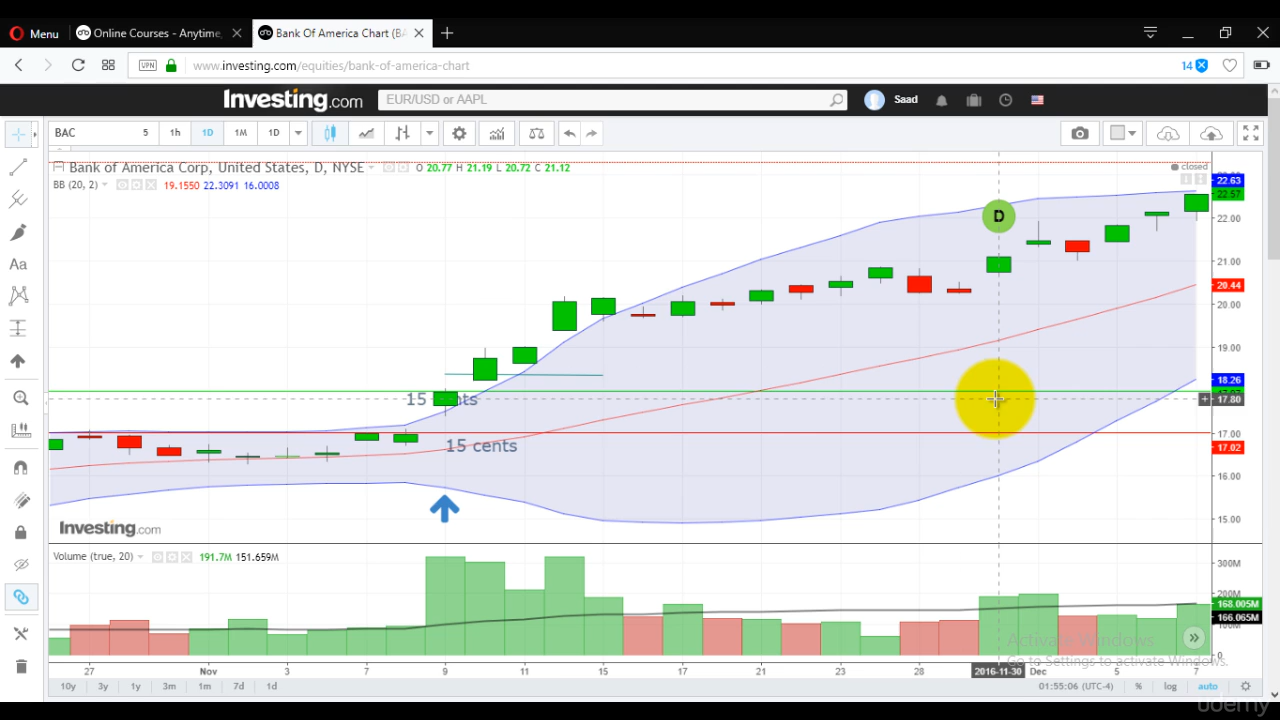 Menu
Online Courses - Anytime,
Bank Of America Chart (BA
VPN
www.investing.com/equities/bank-of-america-chart
14
Investing.com
EUR/USD or AAPL
Saad
BAC
5
1h
1D
1M
1D
Bank of America Corp, United States, D, NYSE
O 20.77 H 21.19 L 20.72 C 21.12
closed
BB (20, 2)
19.1550 22.3091 16.0008
22.63
22.57
D
22.00
21.00
20.44
20.00
19.00
18.26
15 cents
17.80
17.00
15 cents
17.02
16.00
Investing.com
15.00
Volume (true, 20)
191.7M 151.659M
300M
200M
168.005M
166.065M
100M
0
Activate Windows
Go to Settings to activate Windows.
27
Nov
3
7
9
11
15
17
21
23
28
2016-11-30
Dec
5
7
10y
3y
1y
3m
1m
7d
1d
01:55:06 (UTC-4)
%
log
auto
Aa
udemy